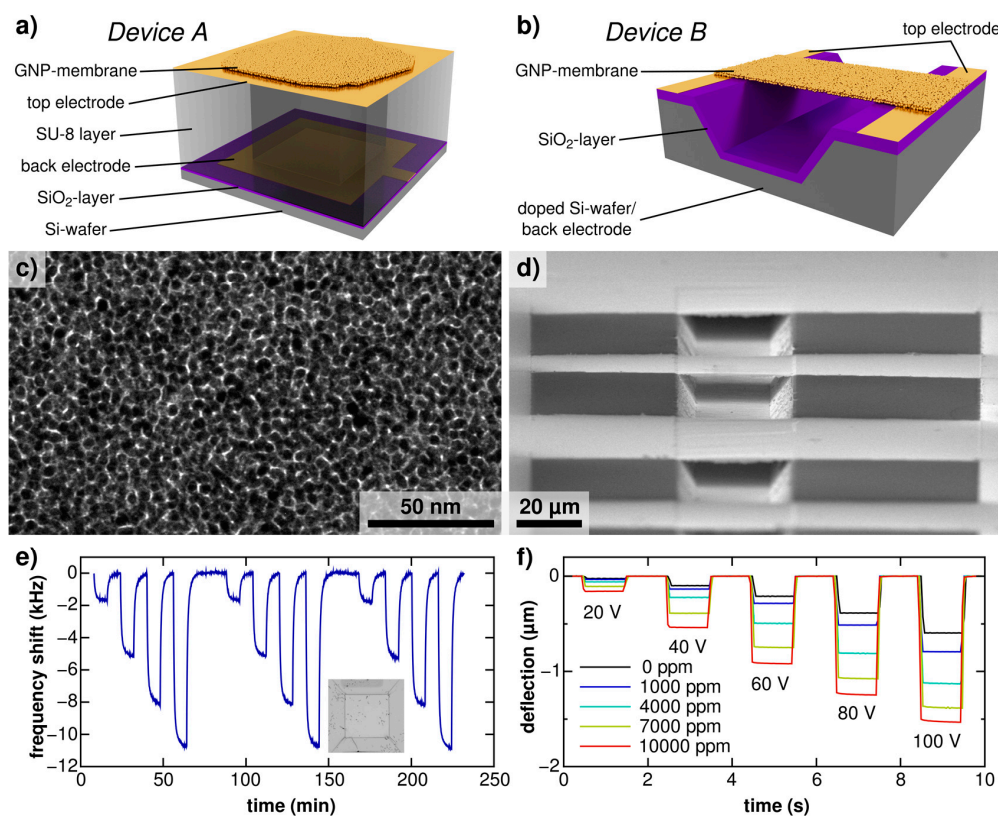 a)
Device A
GNP-membrane
top electrode
SU-8 layer
back electrode
SiO₂-layer
Si-wafer
b)
Device B
top electrode
GNP-membrane
SiO₂-layer
doped Si-wafer/
back electrode
c)
50 nm
d)
20 µm
e)
frequency shift (kHz)
0
−2
−4
−6
−8
−10
−12
0 50 100 150 200 250
time (min)
f)
deflection (µm)
0
−1
−2
20 V
40 V
60 V
80 V
100 V
0 ppm
1000 ppm
4000 ppm
7000 ppm
10000 ppm
0 2 4 6 8 10
time (s)